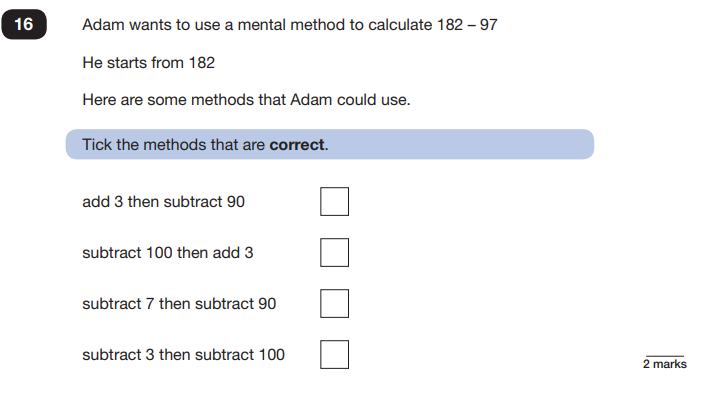 16
Adam wants to use a mental method to calculate 182 – 97
He starts from 182
Here are some methods that Adam could use.
Tick the methods that are correct.
add 3 then subtract 90
subtract 100 then add 3
subtract 7 then subtract 90
subtract 3 then subtract 100
2 marks